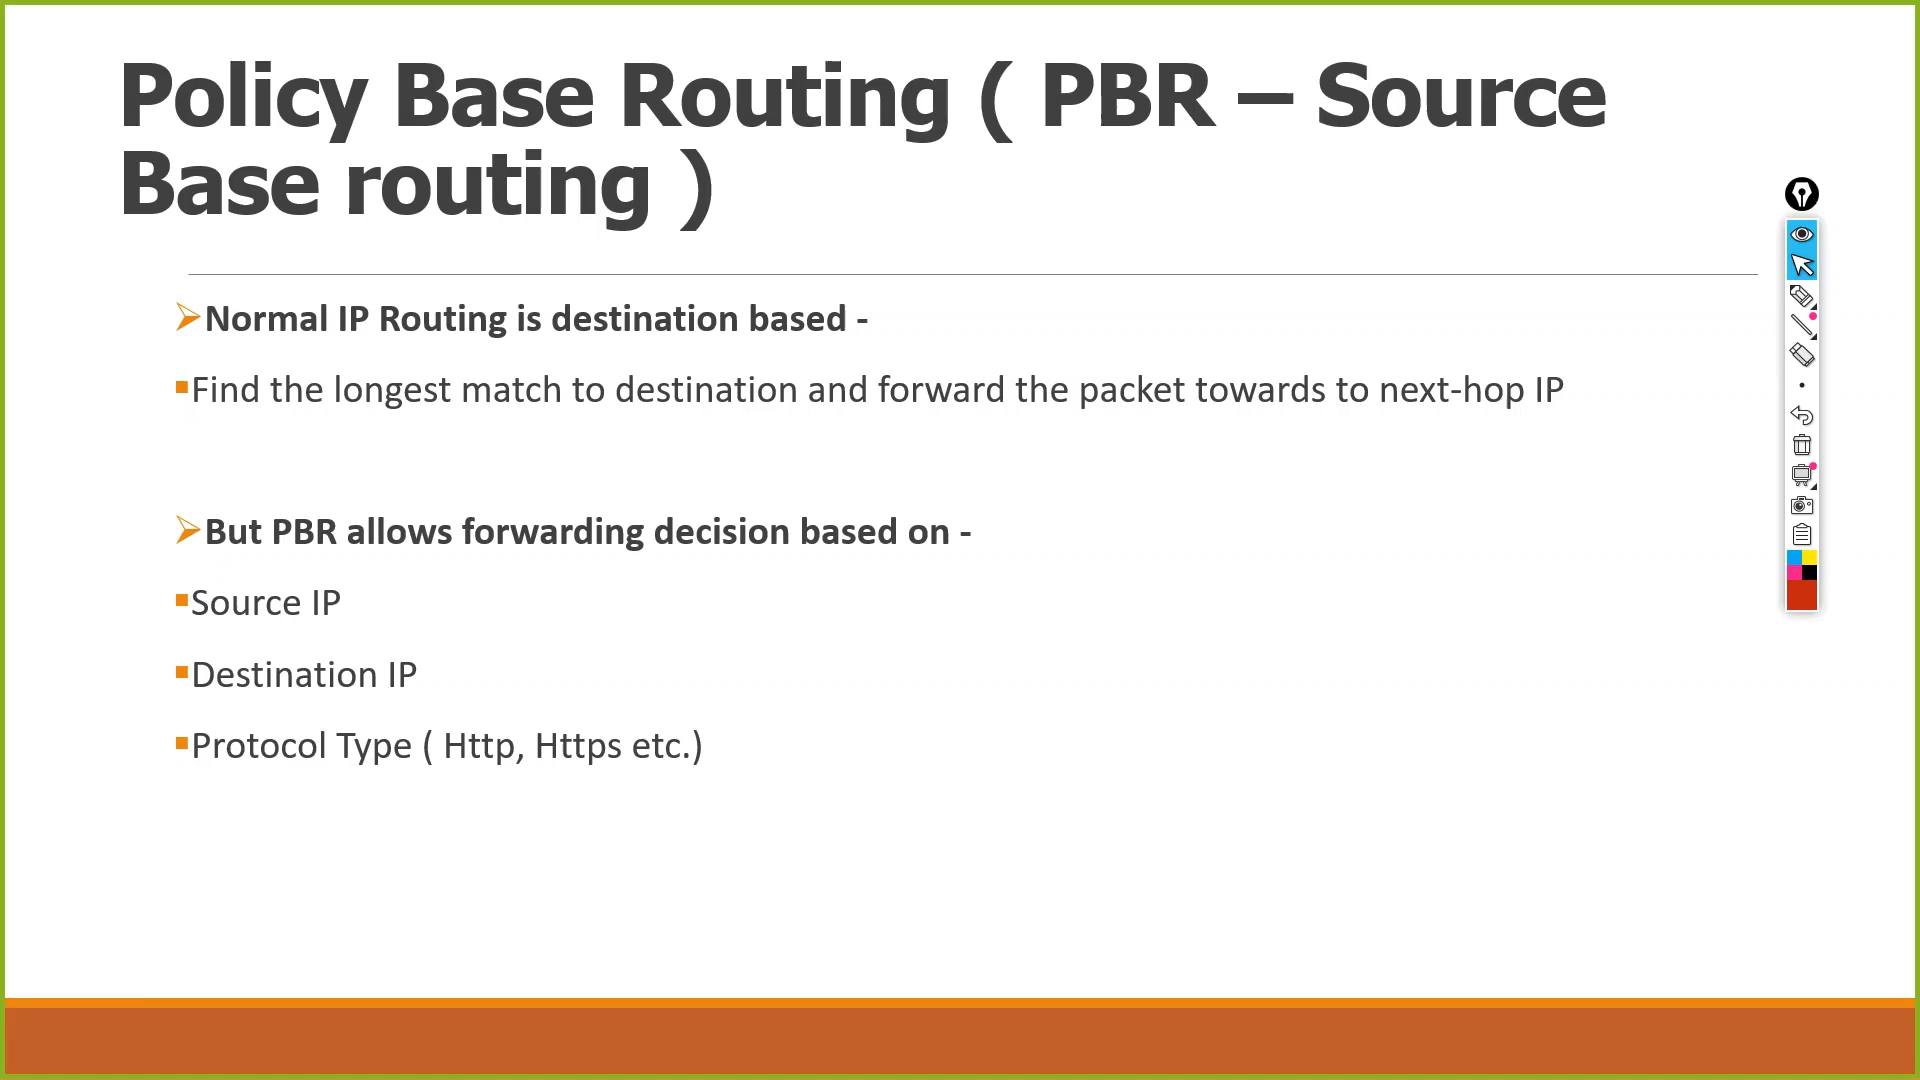 Policy Base Routing ( PBR – Source
Base routing )
Normal IP Routing is destination based -
Find the longest match to destination and forward the packet towards to next-hop IP
But PBR allows forwarding decision based on -
Source IP
Destination IP
Protocol Type ( Http, Https etc.)